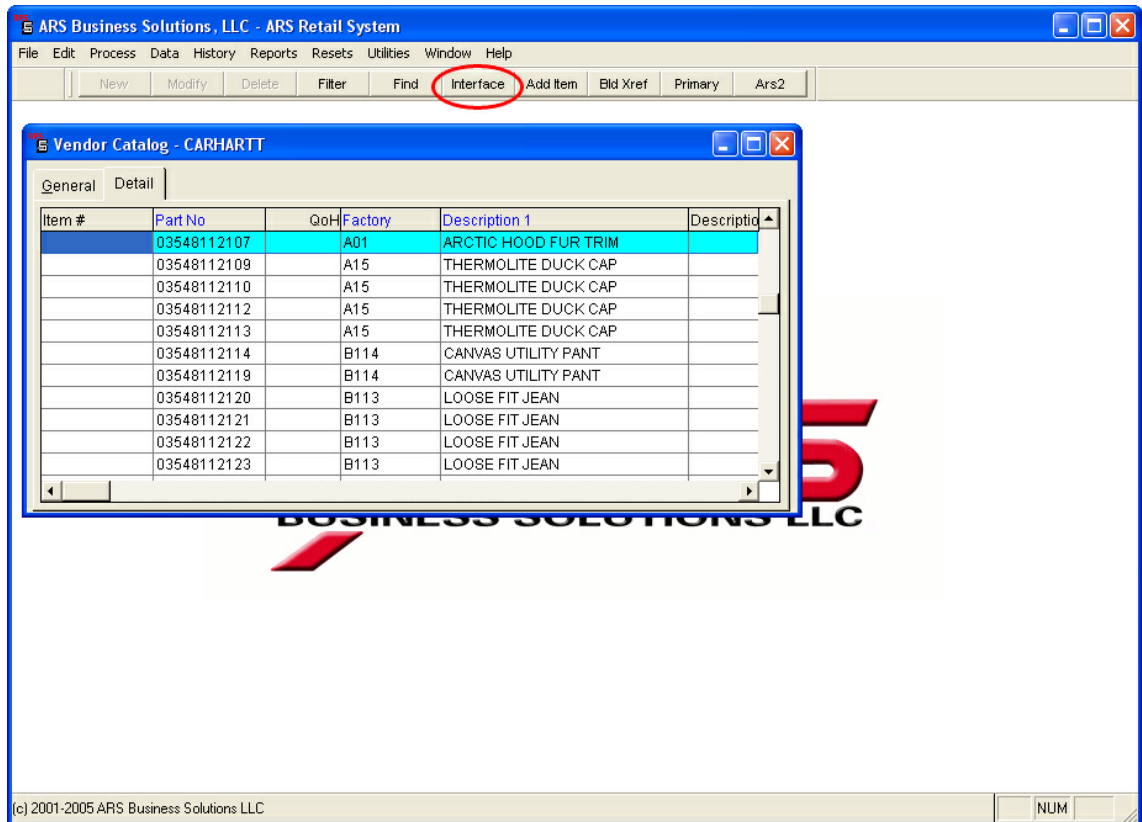 ARS Business Solutions, LLC - ARS Retail System
File Edit Process Data History Reports Resets Utilities Window Help
New Modify Delete Filter Find Interface Add Item Bld Xref Primary Ars2
Vendor Catalog - CARHARTT
General Detail
Item # Part No QoH Factory Description 1 Descriptio
03548112107 A01 ARCTIC HOOD FUR TRIM
03548112109 A15 THERMOLITE DUCK CAP
03548112110 A15 THERMOLITE DUCK CAP
03548112112 A15 THERMOLITE DUCK CAP
03548112113 A15 THERMOLITE DUCK CAP
03548112114 B114 CANVAS UTILITY PANT
03548112119 B114 CANVAS UTILITY PANT
03548112120 B113 LOOSE FIT JEAN
03548112121 B113 LOOSE FIT JEAN
03548112122 B113 LOOSE FIT JEAN
03548112123 B113 LOOSE FIT JEAN
BUSINESS SOLUTIONS LLC
(c) 2001-2005 ARS Business Solutions LLC NUM